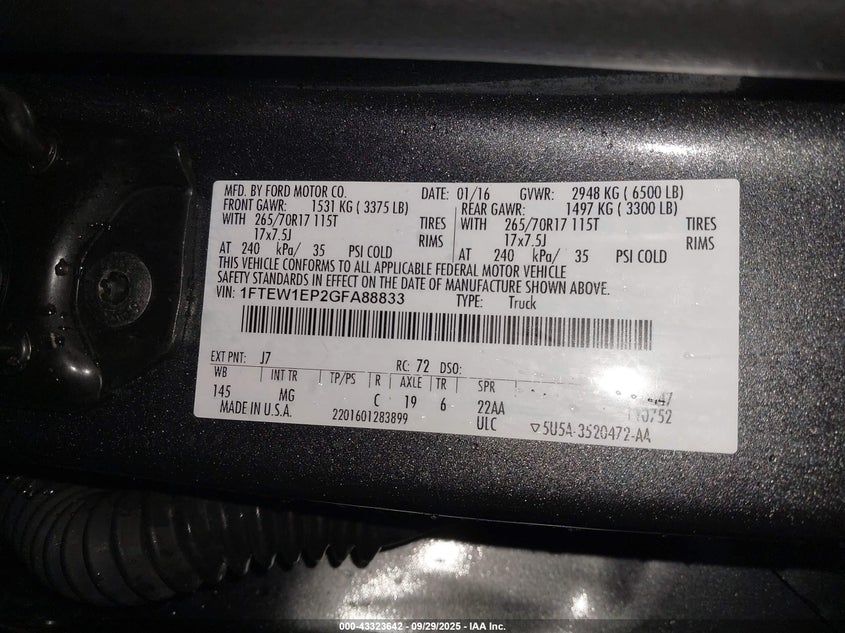 MFD. BY FORD MOTOR CO. DATE: 01/16 GVWR: 2948 KG ( 6500 LB)
FRONT GAWR: 1531 KG ( 3375 LB) REAR GAWR: 1497 KG ( 3300 LB)
WITH 265/70R17 115T TIRES WITH 265/70R17 115T TIRES
17x7.5J RIMS 17x7.5J RIMS
AT 240 kPa/ 35 PSI COLD AT 240 kPa/ 35 PSI COLD
THIS VEHICLE CONFORMS TO ALL APPLICABLE FEDERAL MOTOR VEHICLE
SAFETY STANDARDS IN EFFECT ON THE DATE OF MANUFACTURE SHOWN ABOVE.
VIN: 1FTEW1EP2GFA88833 TYPE: Truck
EXT PNT: J7 RC: 72 DSO:
WB INT TR TP/PS R AXLE TR SPR
145 MG C 19 6 22AA
MADE IN U.S.A. 2201601283899 ULC ▽5U5A-3520472-AA
000-43323642 - 09/29/2025 - IAA Inc.